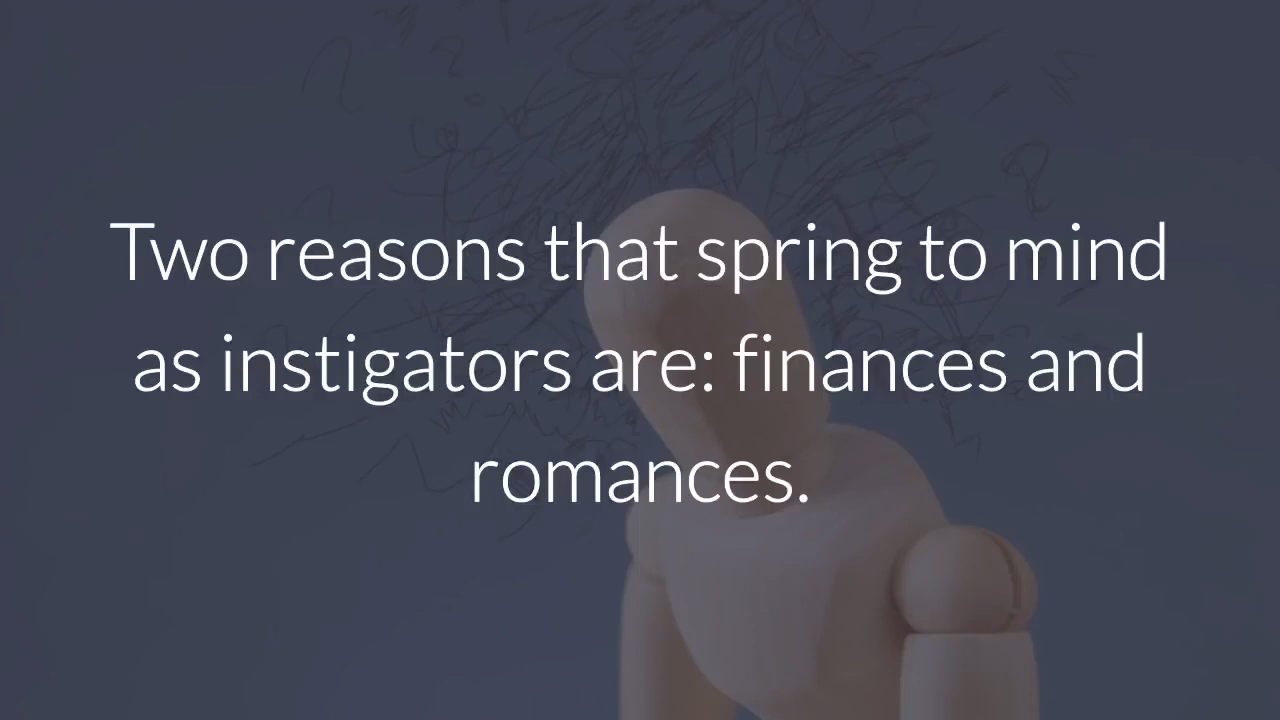 Two reasons that spring to mind
as instigators are: finances and
romances.